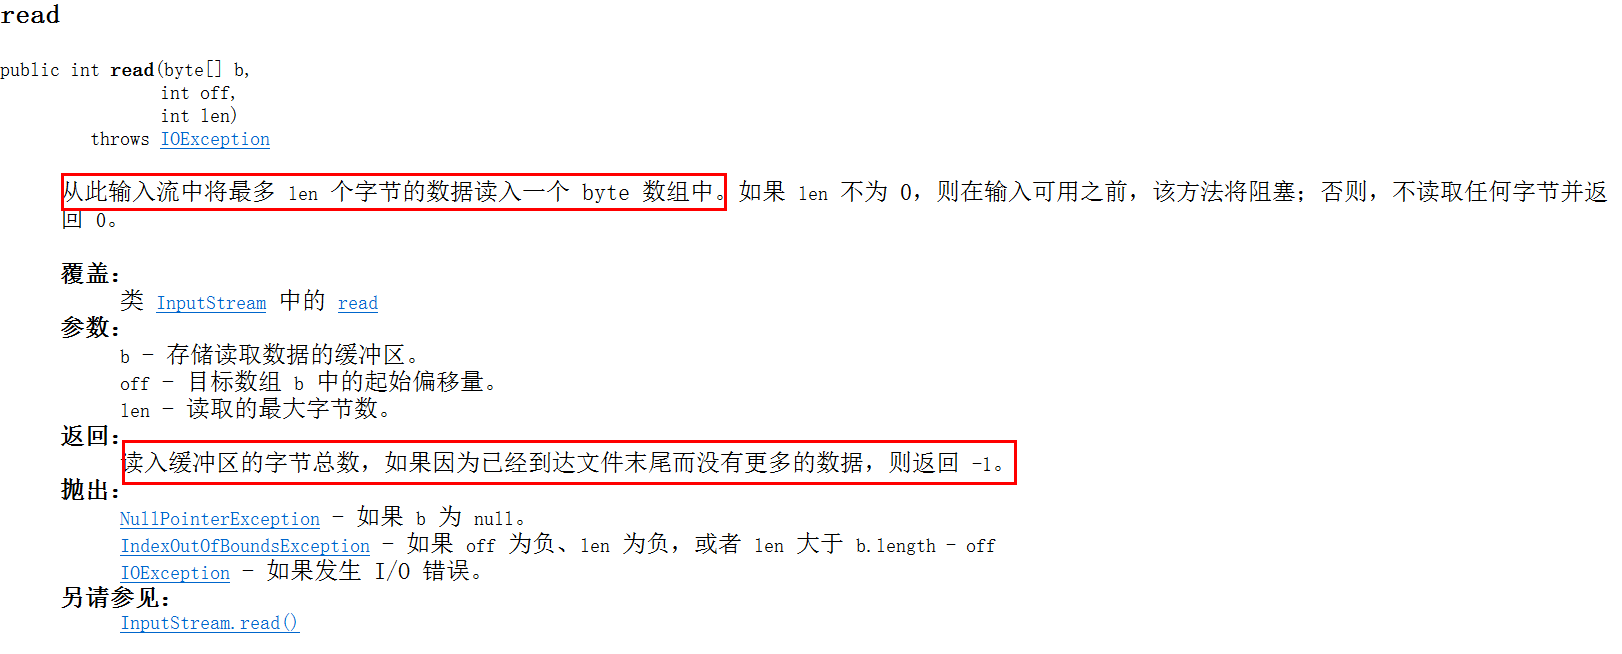 read
public int read(byte[] b,
int off,
int len)
throws IOException
从此输入流中将最多 len 个字节的数据读入一个 byte 数组中。如果 len 不为 0，则在输入可用之前，该方法将阻塞；否则，不读取任何字节并返
回 0。
覆盖：
类 InputStream 中的 read
参数：
b - 存储读取数据的缓冲区。
off - 目标数组 b 中的起始偏移量。
len - 读取的最大字节数。
返回：
读入缓冲区的字节总数，如果因为已经到达文件末尾而没有更多的数据，则返回 -1。
抛出：
NullPointerException - 如果 b 为 null。
IndexOutOfBoundsException - 如果 off 为负、len 为负，或者 len 大于 b.length - off
IOException - 如果发生 I/O 错误。
另请参见：
InputStream.read()